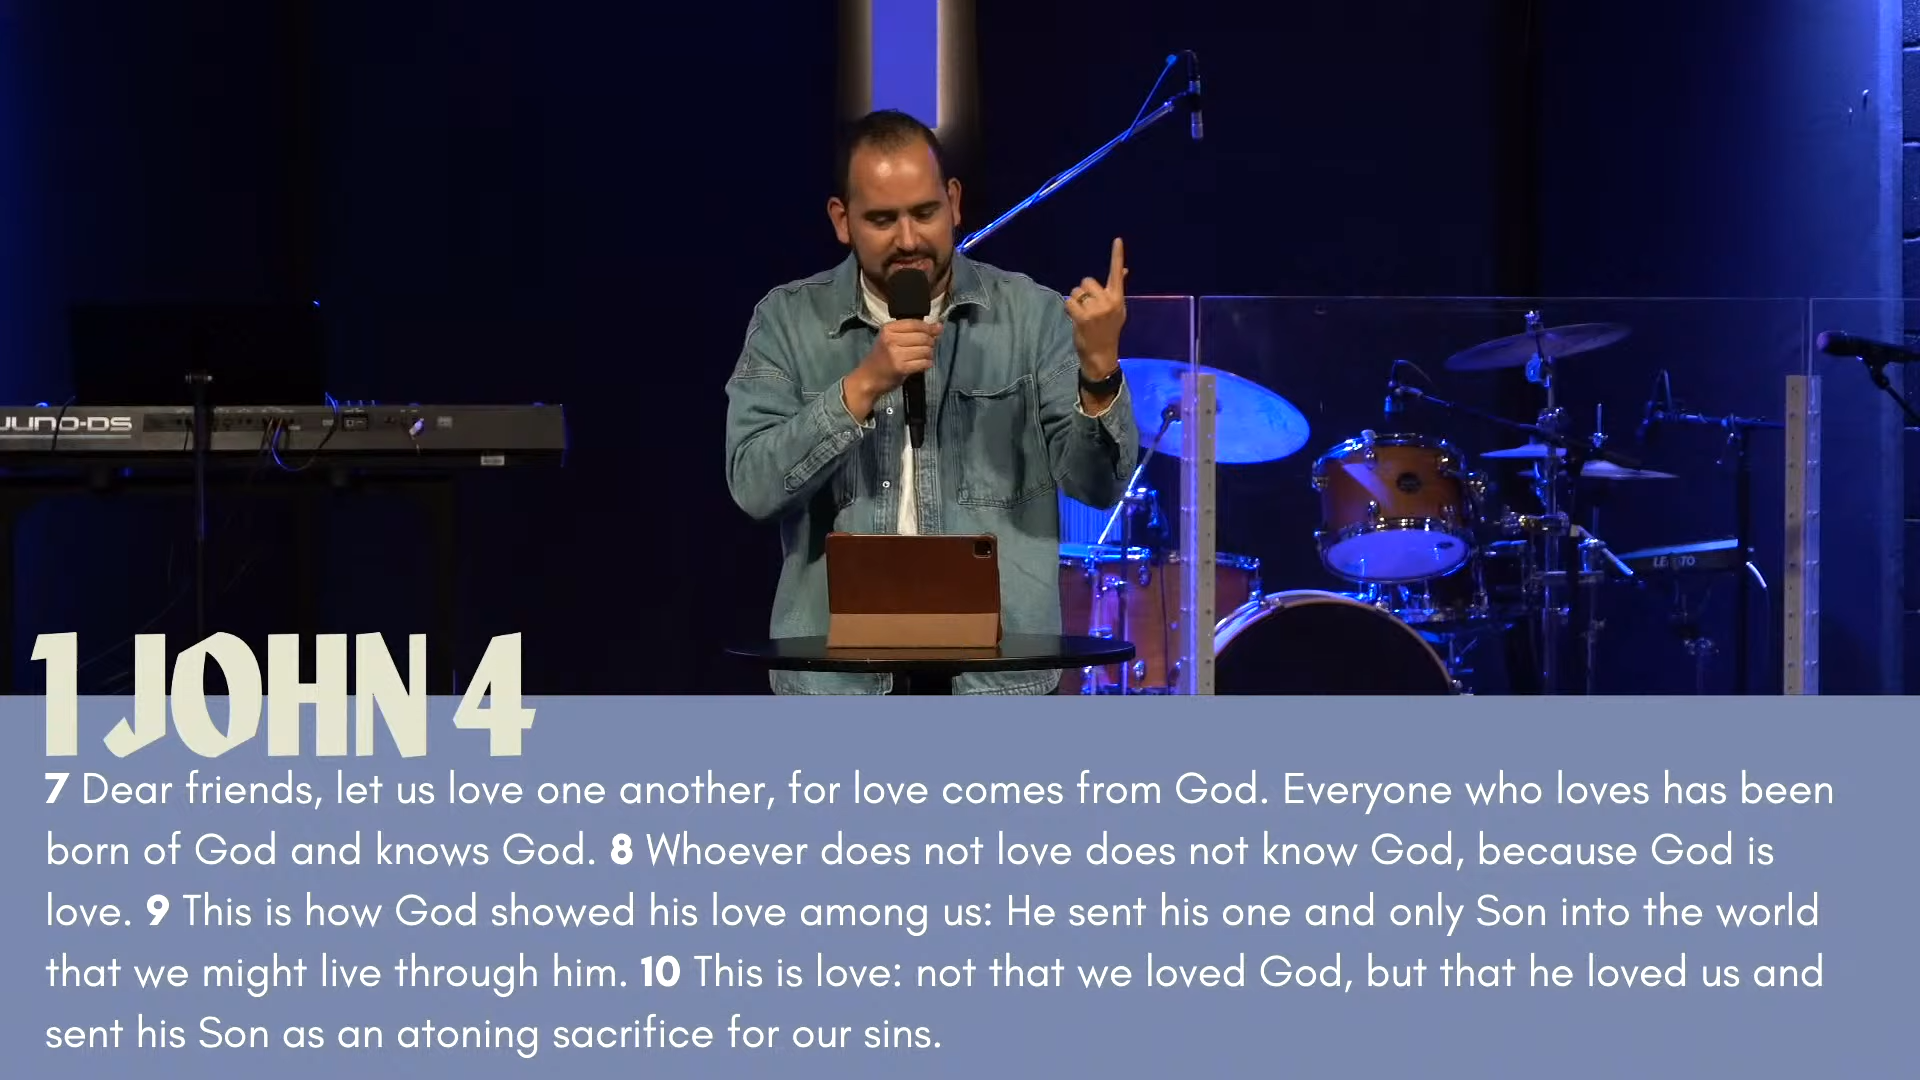 JUNO-DS
1 JOHN 4
7 Dear friends, let us love one another, for love comes from God. Everyone who loves has been
born of God and knows God. 8 Whoever does not love does not know God, because God is
love. 9 This is how God showed his love among us: He sent his one and only Son into the world
that we might live through him. 10 This is love: not that we loved God, but that he loved us and
sent his Son as an atoning sacrifice for our sins.